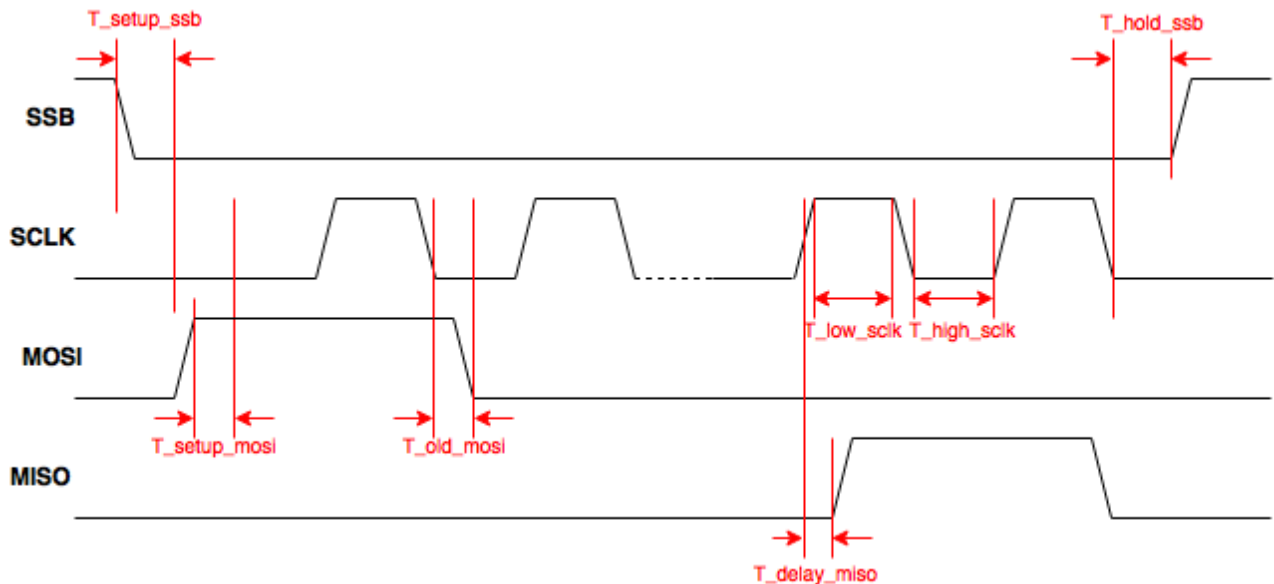 T_setup_ssb
T_hold_ssb
SSB
SCLK
T_low_sclk T_high_sclk
MOSI
T_setup_mosi
T_old_mosi
MISO
T_delay_miso